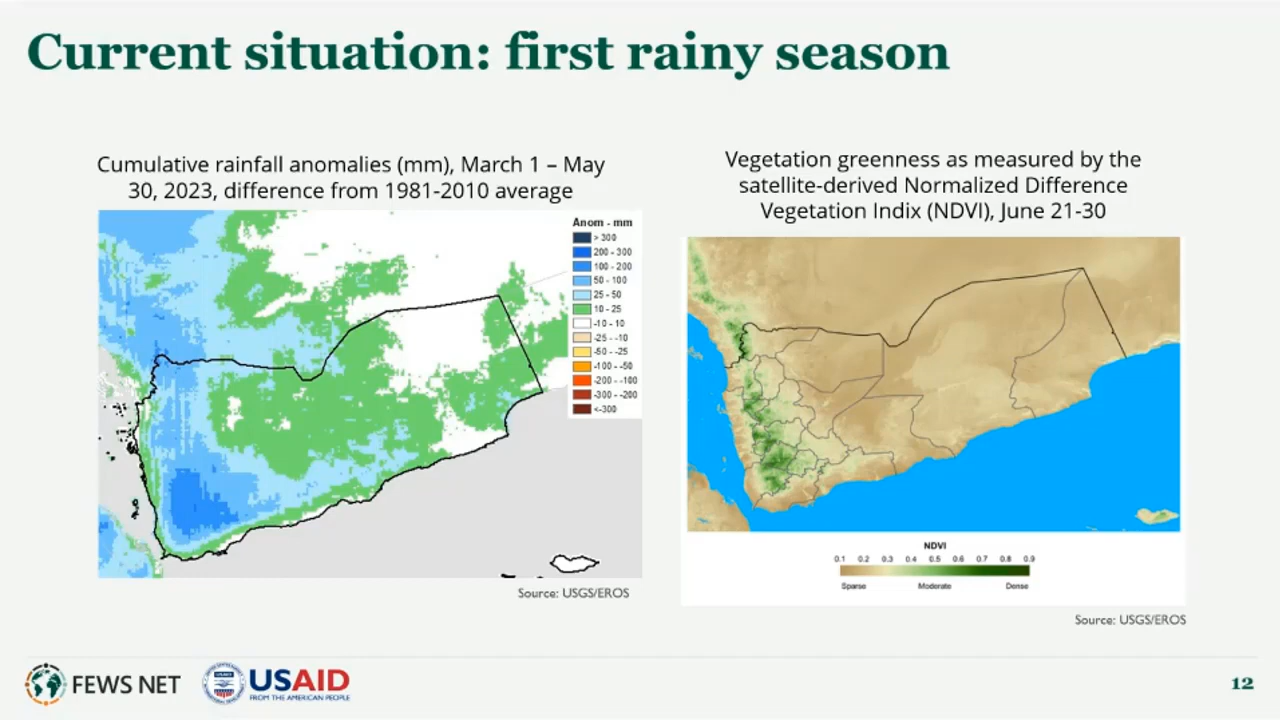 Current situation: first rainy season
Cumulative rainfall anomalies (mm), March 1 – May
30, 2023, difference from 1981-2010 average
Anom - mm
> 300
200 - 300
100 - 200
50 - 100
25 - 50
10 - 25
-10 - 10
-25 - -10
-50 - -25
-100 - -50
-200 - -100
-300 - -200
<-300
Source: USGS/EROS
Vegetation greenness as measured by the
satellite-derived Normalized Difference
Vegetation Indix (NDVI), June 21-30
NDVI
0.1 0.2 0.3 0.4 0.5 0.6 0.7 0.8 0.9
Sparse Moderate Dense
Source: USGS/EROS
FEWS NET
USAID
FROM THE AMERICAN PEOPLE
12